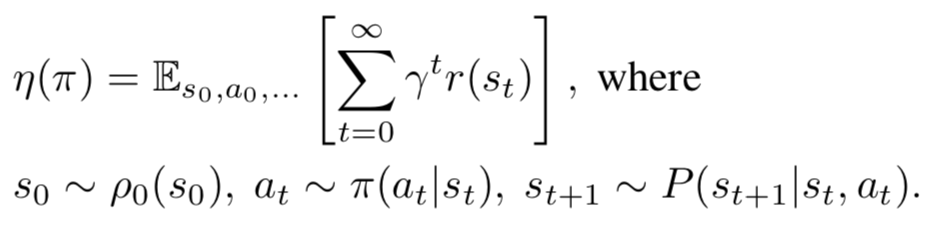 η(π) = 𝔼_{s_0,a_0,...} [∑_{t=0}^{∞} γ^t r(s_t)], where
s_0 ∼ ρ_0(s_0), a_t ∼ π(a_t|s_t), s_{t+1} ∼ P(s_{t+1}|s_t, a_t).